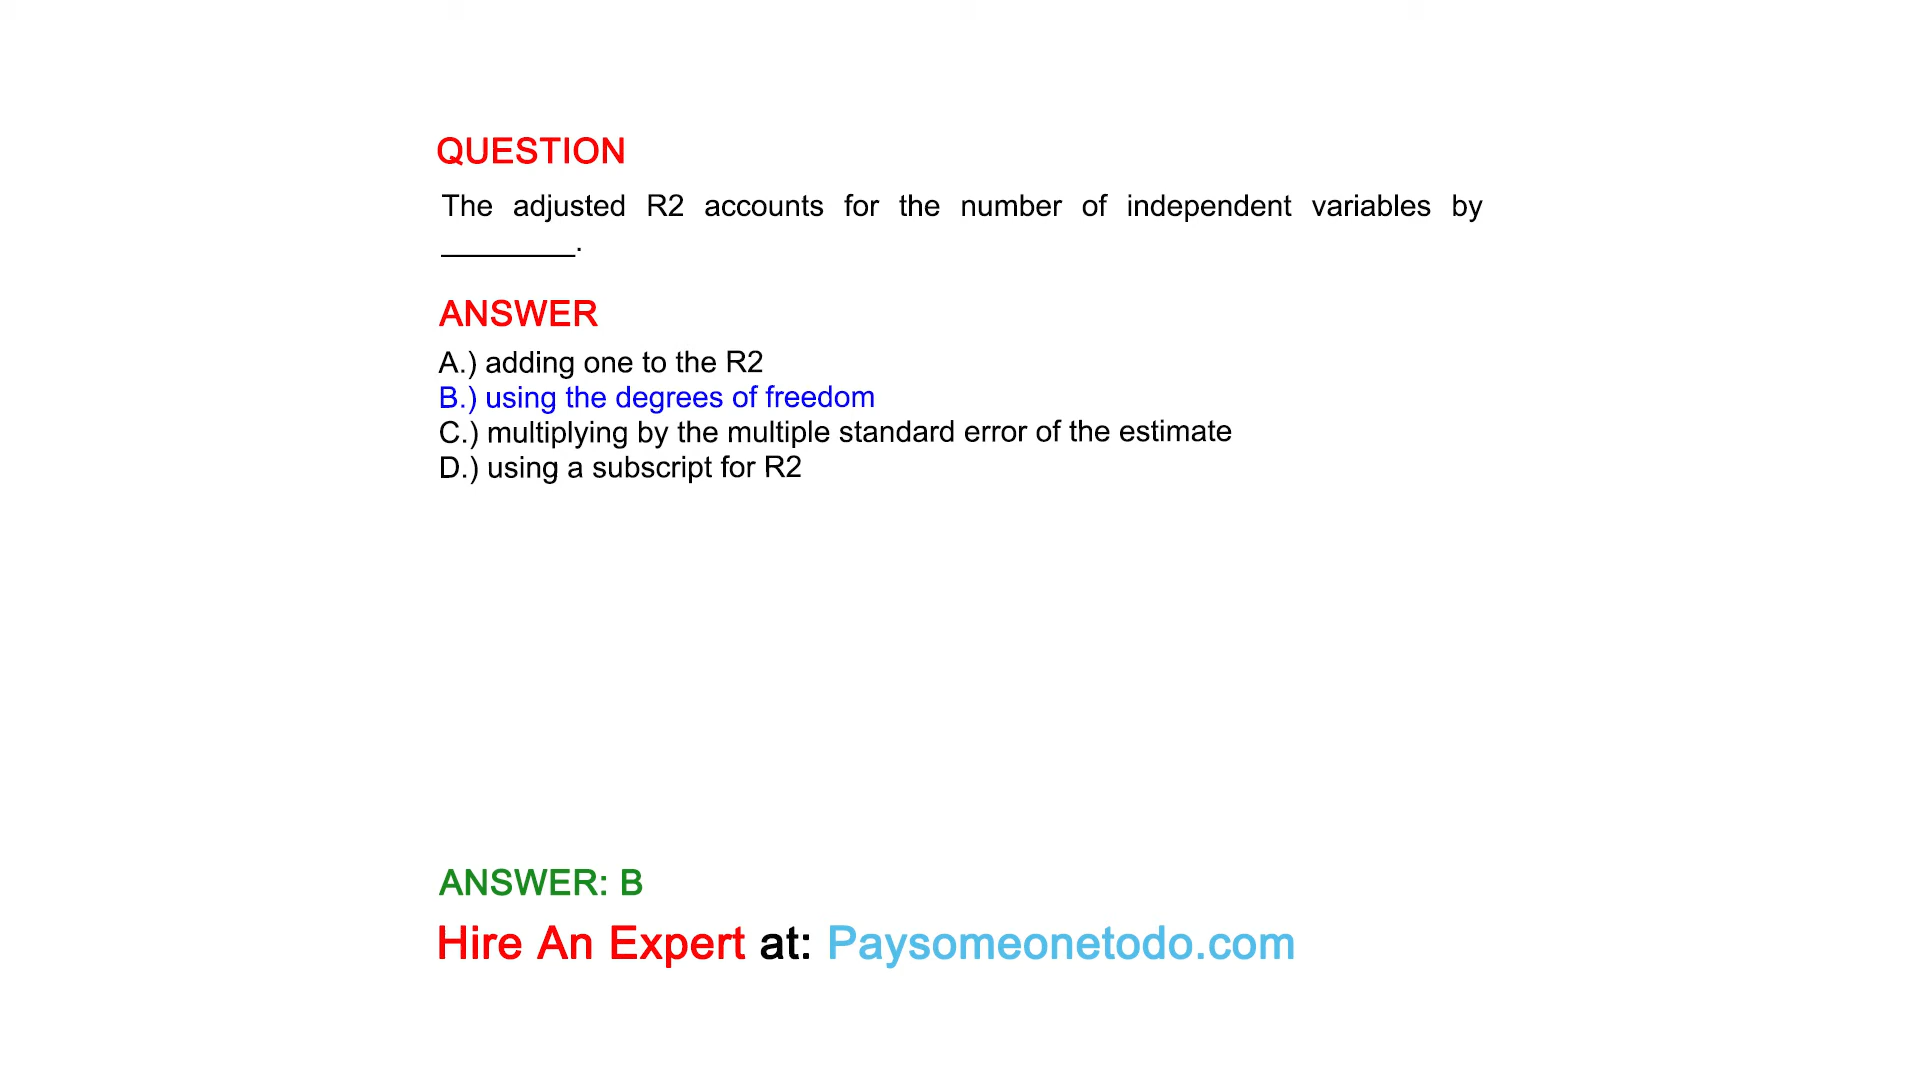 QUESTION
The adjusted R2 accounts for the number of independent variables by
________.
ANSWER
A.) adding one to the R2
B.) using the degrees of freedom
C.) multiplying by the multiple standard error of the estimate
D.) using a subscript for R2
ANSWER: B
Hire An Expert at: Paysomeonetodo.com